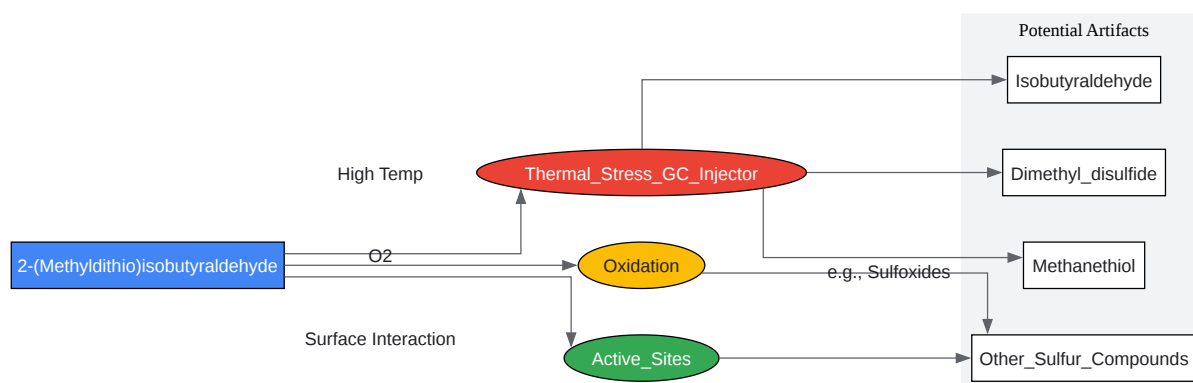 Potential Artifacts
Isobutyraldehyde
High Temp
Thermal_Stress_GC_Injector
Dimethyl_disulfide
2-(Methyldithio)isobutyraldehyde
O2
Oxidation
e.g., Sulfoxides
Methanethiol
Surface Interaction
Active_Sites
Other_Sulfur_Compounds